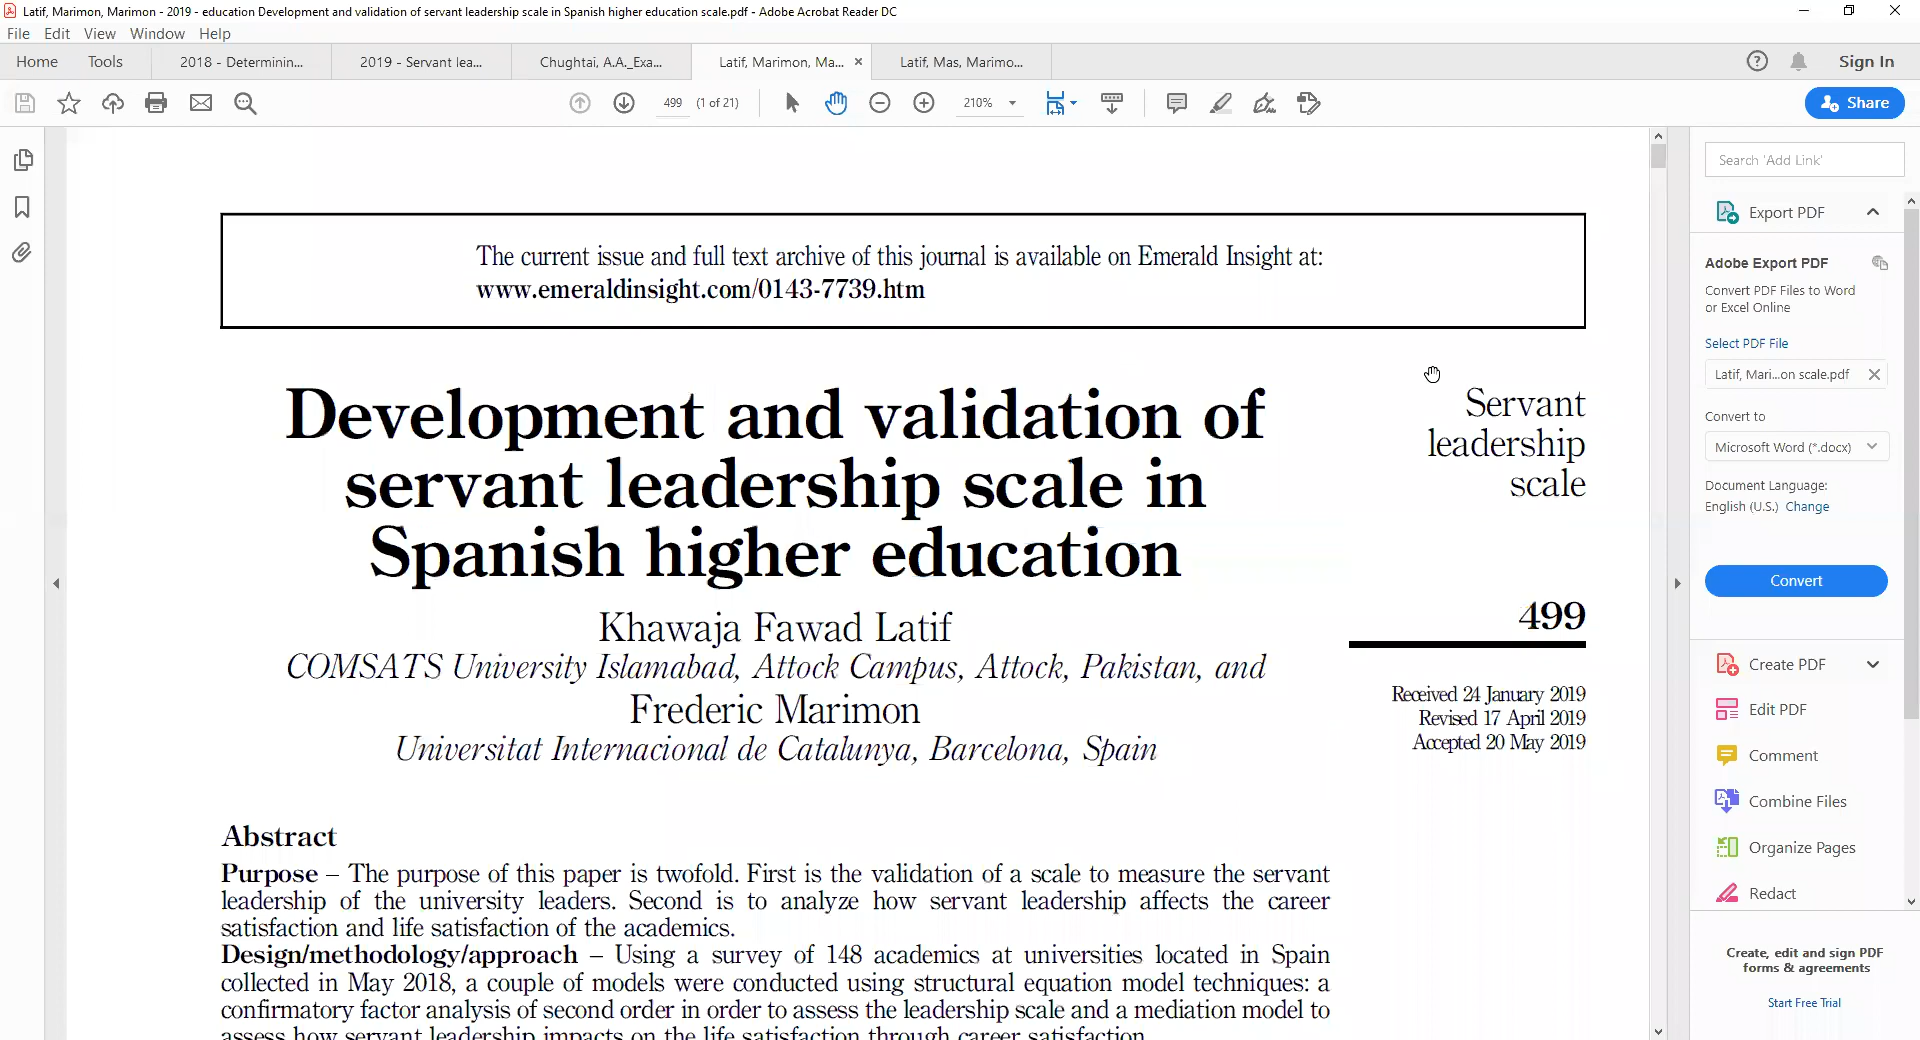 Latif, Marimon, Marimon - 2019 - education Development and validation of servant leadership scale in Spanish higher education scale.pdf - Adobe Acrobat Reader DC
File Edit View Window Help
Home Tools 2018 - Determinin... 2019 - Servant lea... Chughtai, A.A._Exa... Latif, Marimon, Ma... × Latif, Mas, Marimo... Sign In
499 (1 of 21) 210% Share
The current issue and full text archive of this journal is available on Emerald Insight at:
www.emeraldinsight.com/0143-7739.htm
Development and validation of
servant leadership scale in
Spanish higher education
Khawaja Fawad Latif
COMSATS University Islamabad, Attock Campus, Attock, Pakistan, and
Frederic Marimon
Universitat Internacional de Catalunya, Barcelona, Spain
Servant
leadership
scale
499
Received 24 January 2019
Revised 17 April 2019
Accepted 20 May 2019
Abstract
Purpose – The purpose of this paper is twofold. First is the validation of a scale to measure the servant
leadership of the university leaders. Second is to analyze how servant leadership affects the career
satisfaction and life satisfaction of the academics.
Design/methodology/approach – Using a survey of 148 academics at universities located in Spain
collected in May 2018, a couple of models were conducted using structural equation model techniques: a
confirmatory factor analysis of second order in order to assess the leadership scale and a mediation model to
assess how servant leadership impacts on the life satisfaction through career satisfaction.
Search 'Add Link'
Export PDF
Adobe Export PDF
Convert PDF Files to Word
or Excel Online
Select PDF File
Latif, Mari...on scale.pdf
Convert to
Microsoft Word (*.docx)
Document Language:
English (U.S.) Change
Convert
Create PDF
Edit PDF
Comment
Combine Files
Organize Pages
Redact
Create, edit and sign PDF
forms & agreements
Start Free Trial